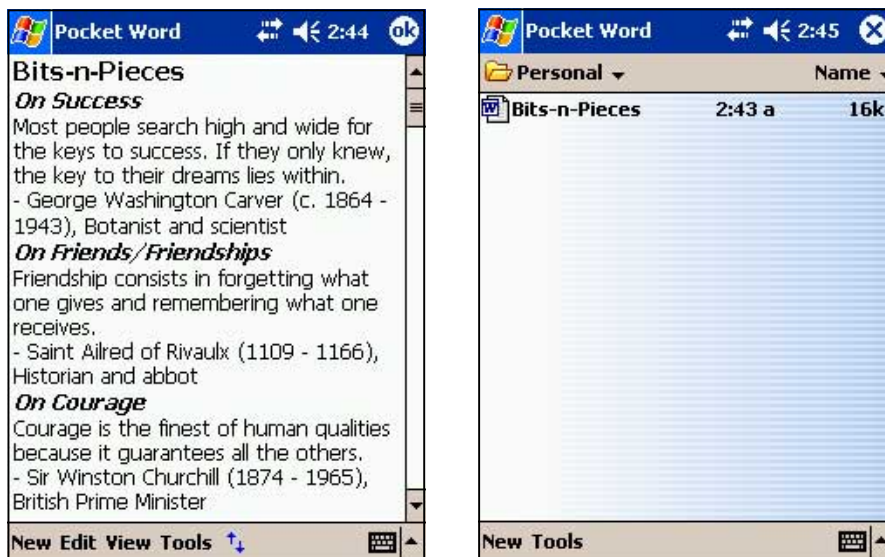 Pocket Word 2:44 ok
Bits-n-Pieces
On Success
Most people search high and wide for
the keys to success. If they only knew,
the key to their dreams lies within.
- George Washington Carver (c. 1864 -
1943), Botanist and scientist
On Friends/Friendships
Friendship consists in forgetting what
one gives and remembering what one
receives.
- Saint Ailred of Rivaulx (1109 - 1166),
Historian and abbot
On Courage
Courage is the finest of human qualities
because it guarantees all the others.
- Sir Winston Churchill (1874 - 1965),
British Prime Minister
New Edit View Tools
Pocket Word 2:45
Personal Name
Bits-n-Pieces 2:43 a 16k
New Tools